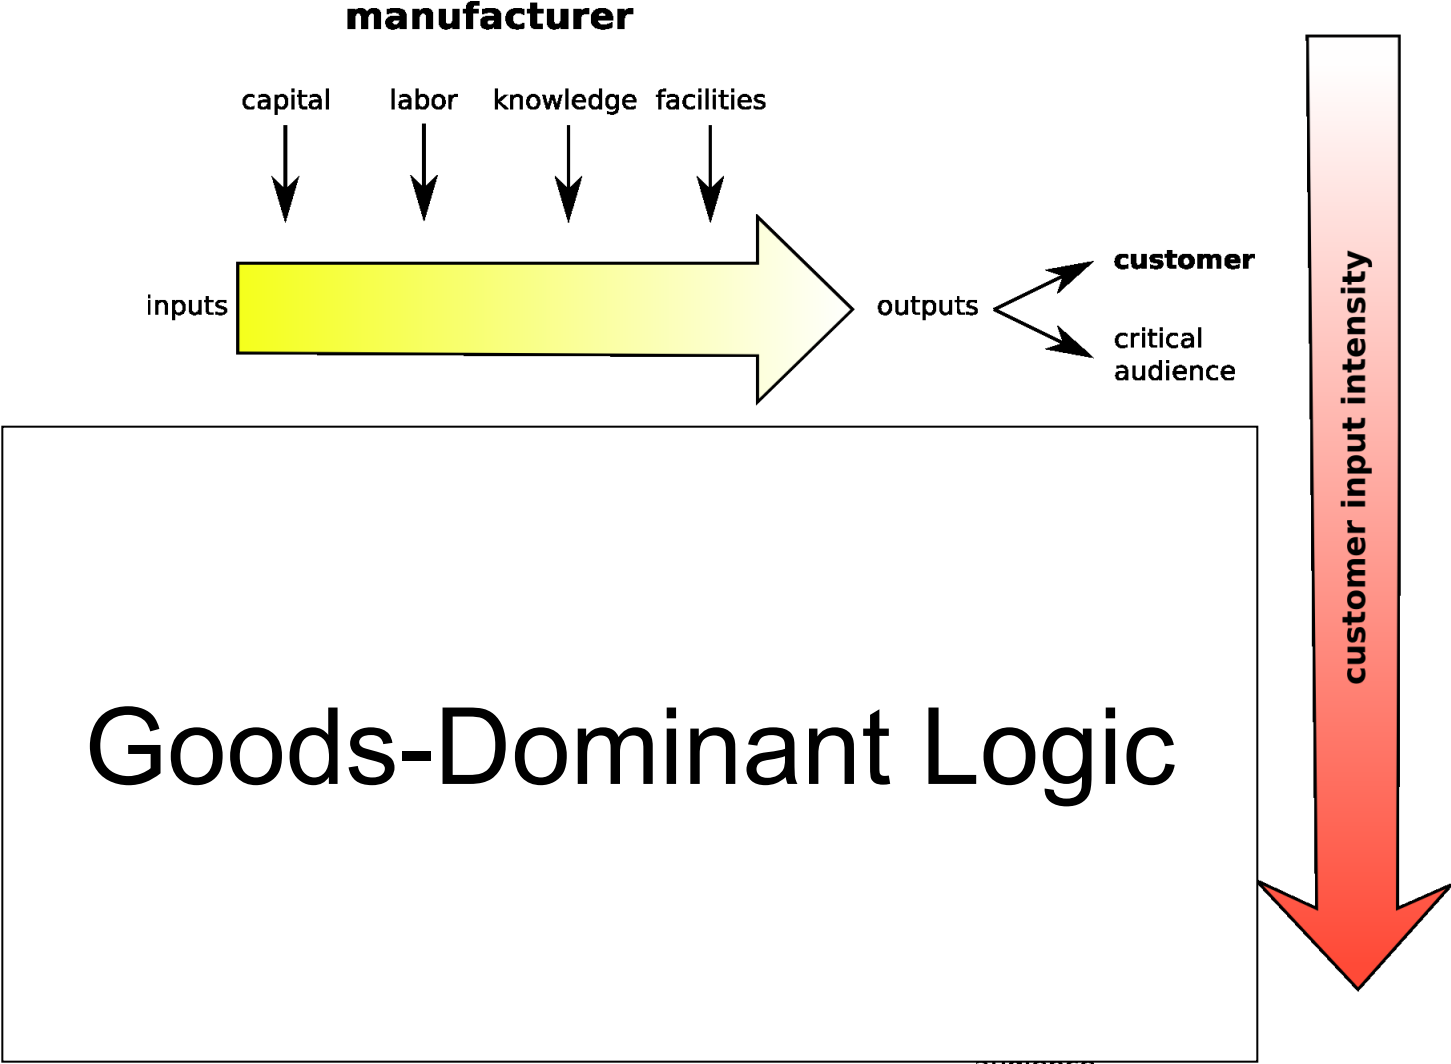 manufacturer
capital labor knowledge facilities
inputs
outputs
customer
critical
audience
customer input intensity
Goods-Dominant Logic